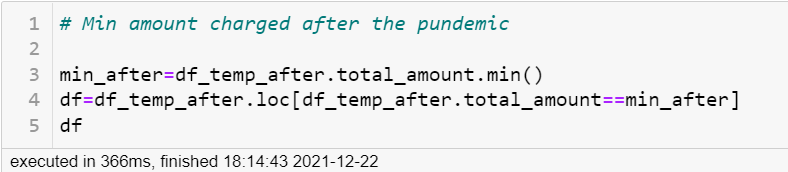 1 # Min amount charged after the pundemic
2
3 min_after=df_temp_after.total_amount.min()
4 df=df_temp_after.loc[df_temp_after.total_amount==min_after]
5 df
executed in 366ms, finished 18:14:43 2021-12-22